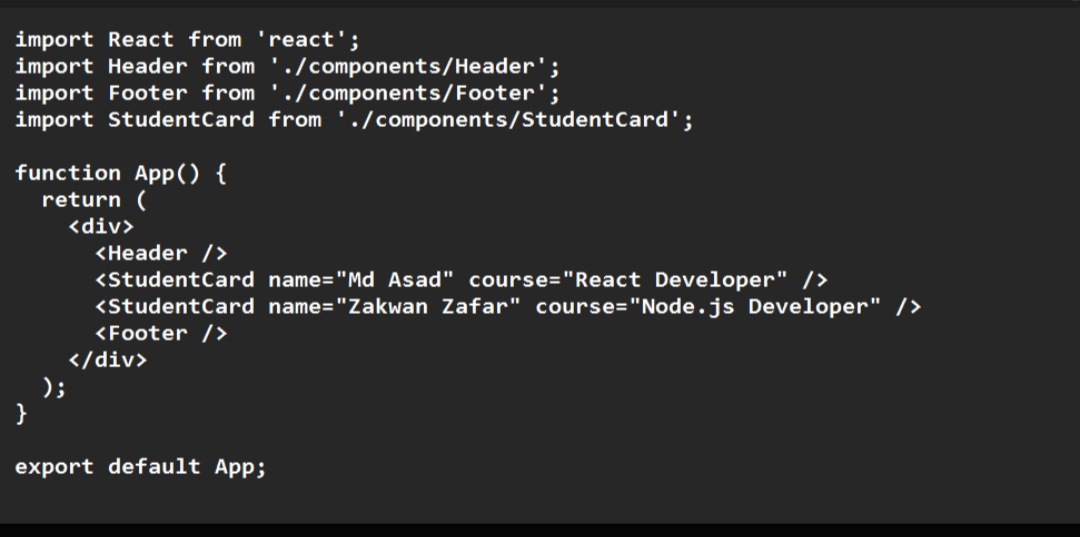 import React from 'react';
import Header from './components/Header';
import Footer from './components/Footer';
import StudentCard from './components/StudentCard';

function App() {
  return (
    <div>
      <Header />
      <StudentCard name="Md Asad" course="React Developer" />
      <StudentCard name="Zakwan Zafar" course="Node.js Developer" />
      <Footer />
    </div>
  );
}

export default App;